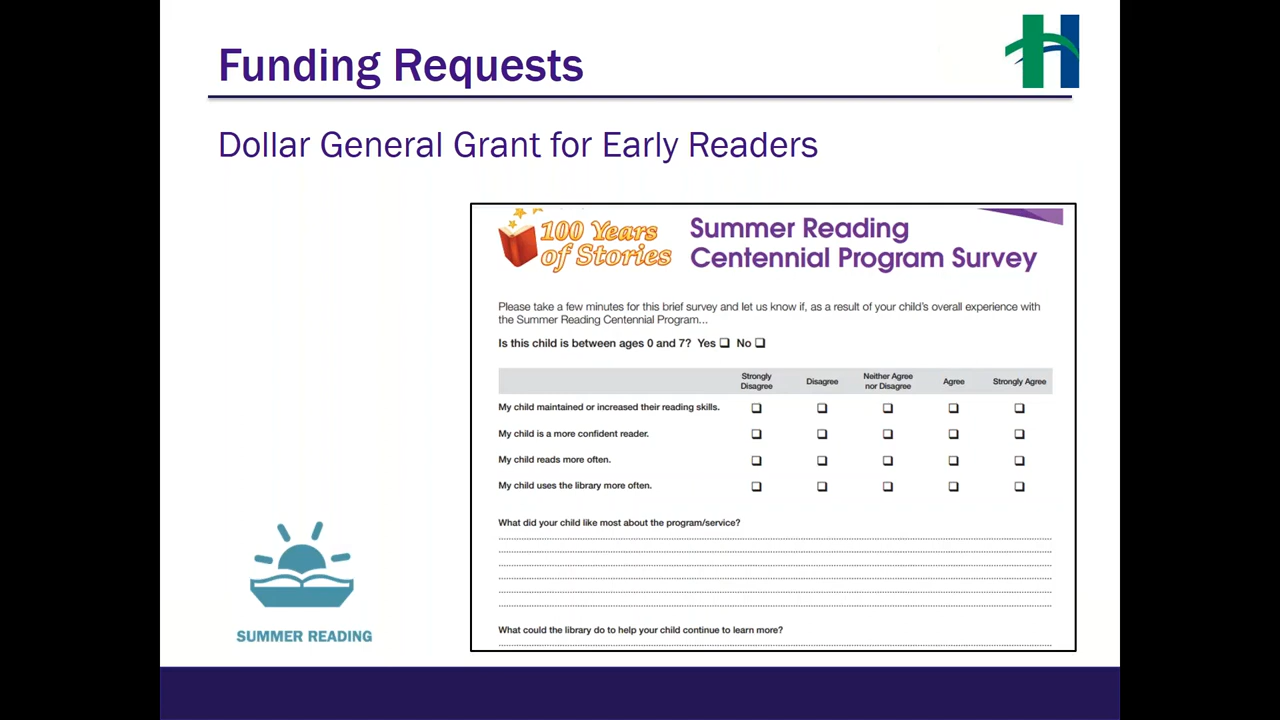 Funding Requests
H
Dollar General Grant for Early Readers
100 Years
of Stories
Summer Reading
Centennial Program Survey
Please take a few minutes for this brief survey and let us know if, as a result of your child's overall experience with
the Summer Reading Centennial Program...
Is this child is between ages 0 and 7? Yes ❏ No ❏
Strongly Disagree Disagree Neither Agree nor Disagree Agree Strongly Agree
My child maintained or increased their reading skills. ❏ ❏ ❏ ❏ ❏
My child is a more confident reader. ❏ ❏ ❏ ❏ ❏
My child reads more often. ❏ ❏ ❏ ❏ ❏
My child uses the library more often. ❏ ❏ ❏ ❏ ❏
What did your child like most about the program/service?
What could the library do to help your child continue to learn more?
SUMMER READING